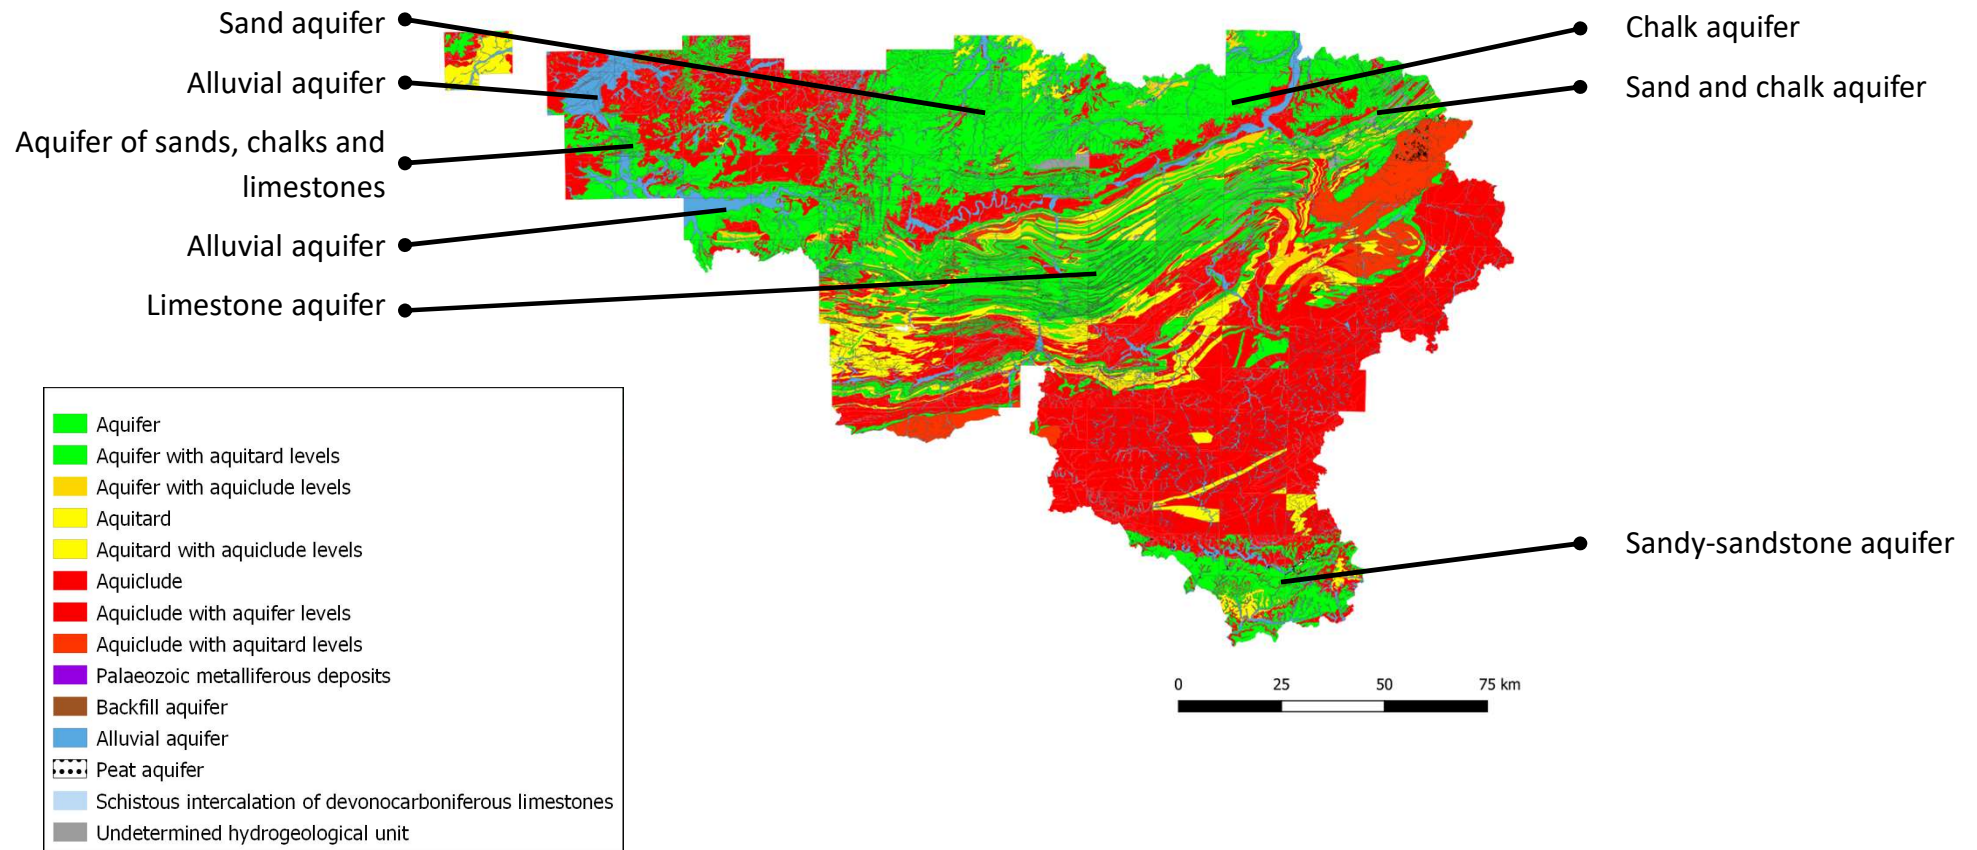 Sand aquifer
Alluvial aquifer
Aquifer of sands, chalks and
limestones
Alluvial aquifer
Limestone aquifer
Chalk aquifer
Sand and chalk aquifer
Sandy-sandstone aquifer
Aquifer
Aquifer with aquitard levels
Aquifer with aquiclude levels
Aquitard
Aquitard with aquiclude levels
Aquiclude
Aquiclude with aquifer levels
Aquiclude with aquitard levels
Palaeozoic metalliferous deposits
Backfill aquifer
Alluvial aquifer
Peat aquifer
Schistous intercalation of devonocarboniferous limestones
Undetermined hydrogeological unit
0 25 50 75 km